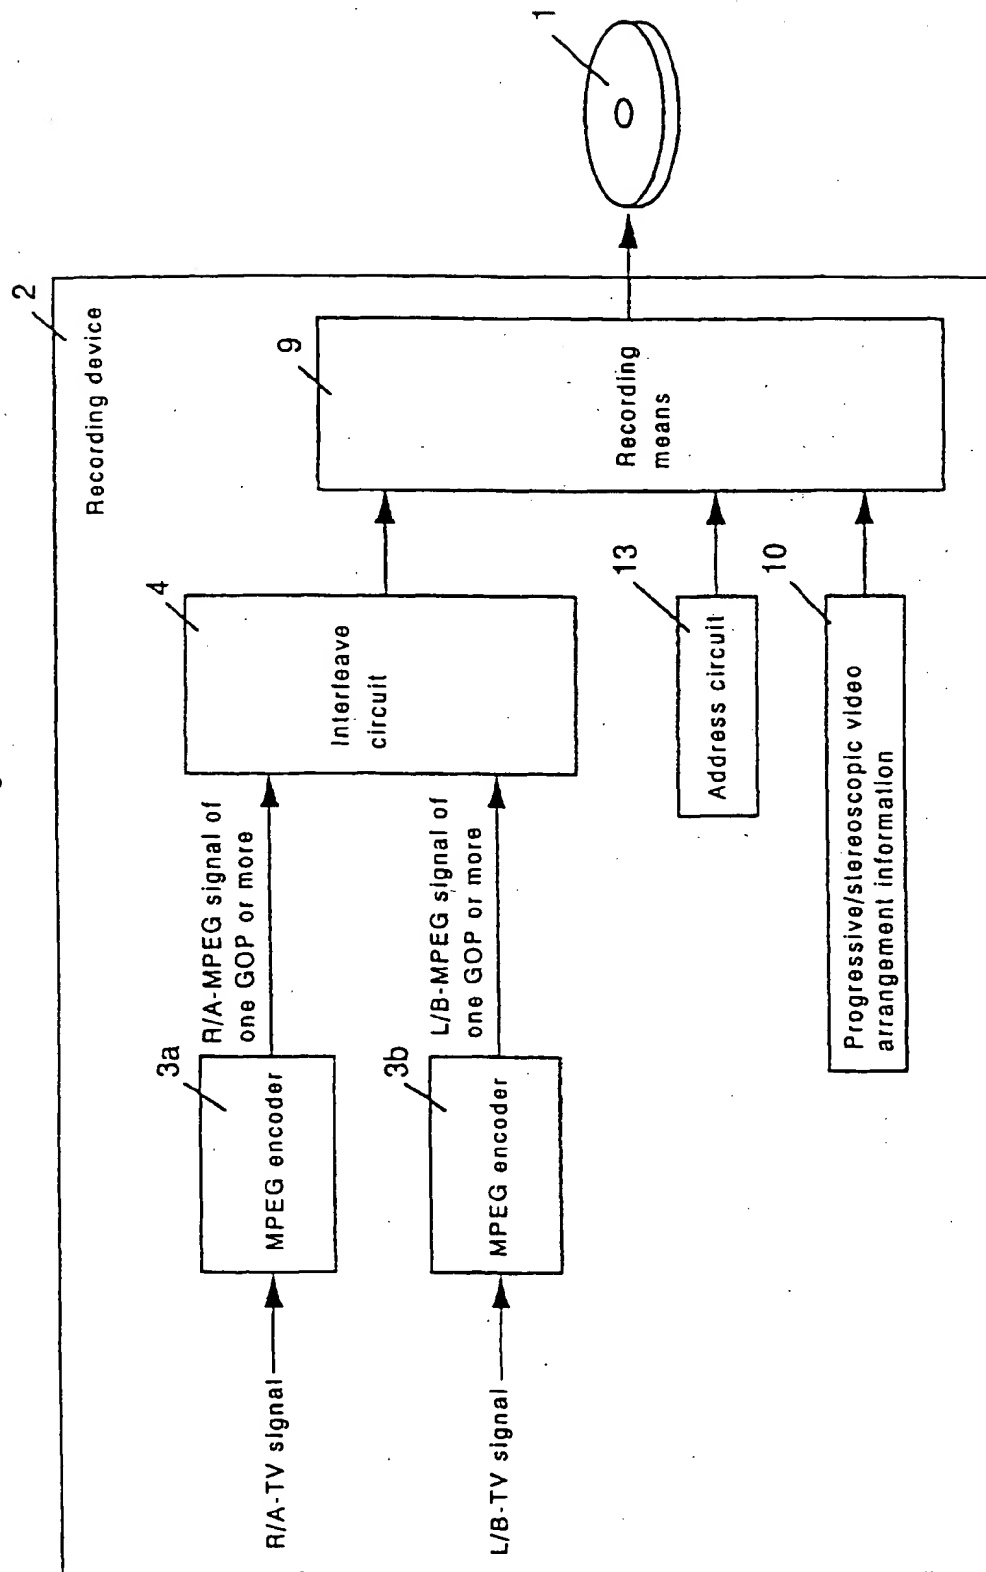 2
Recording device
R/A-TV signal
3a
MPEG encoder
R/A-MPEG signal of
one GOP or more
L/B-TV signal
3b
MPEG encoder
L/B-MPEG signal of
one GOP or more
4
Interleave
circuit
9
Recording
means
1
13
Address circuit
10
Progressive/stereoscopic video
arrangement information